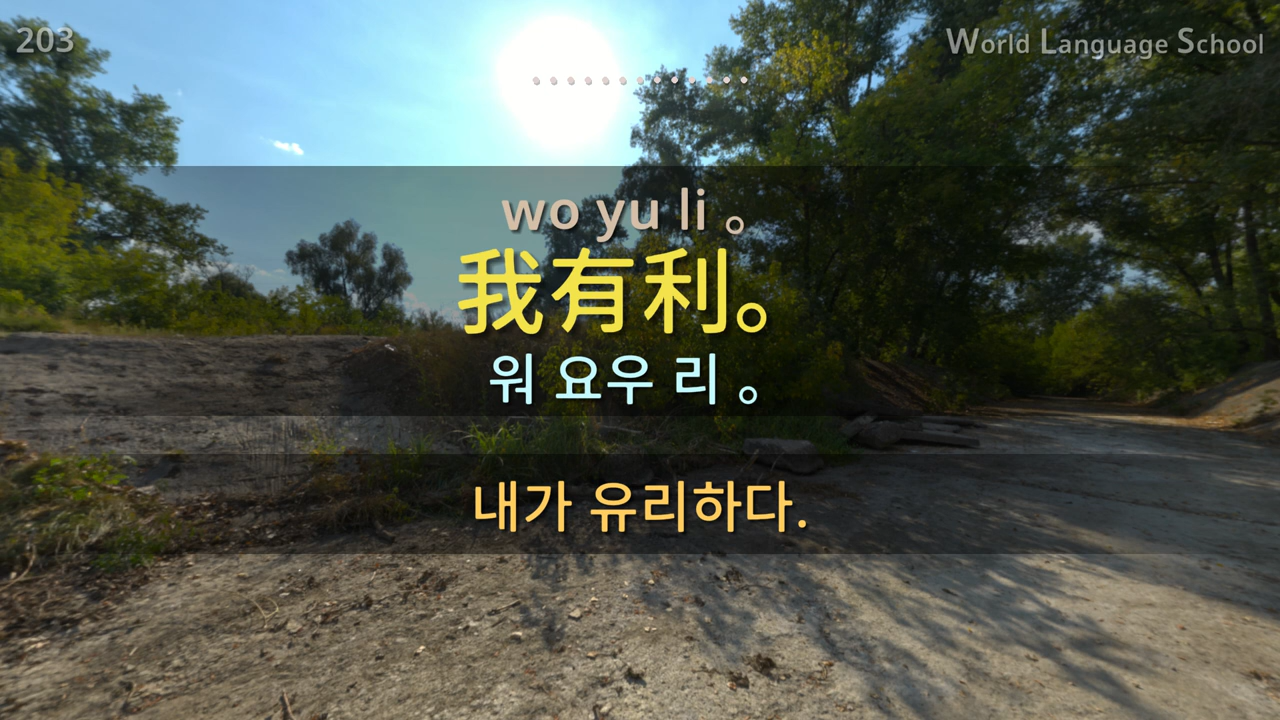 203
World Language School
............
wo yu li 。
我有利。
워 요우 리 。
내가 유리하다.